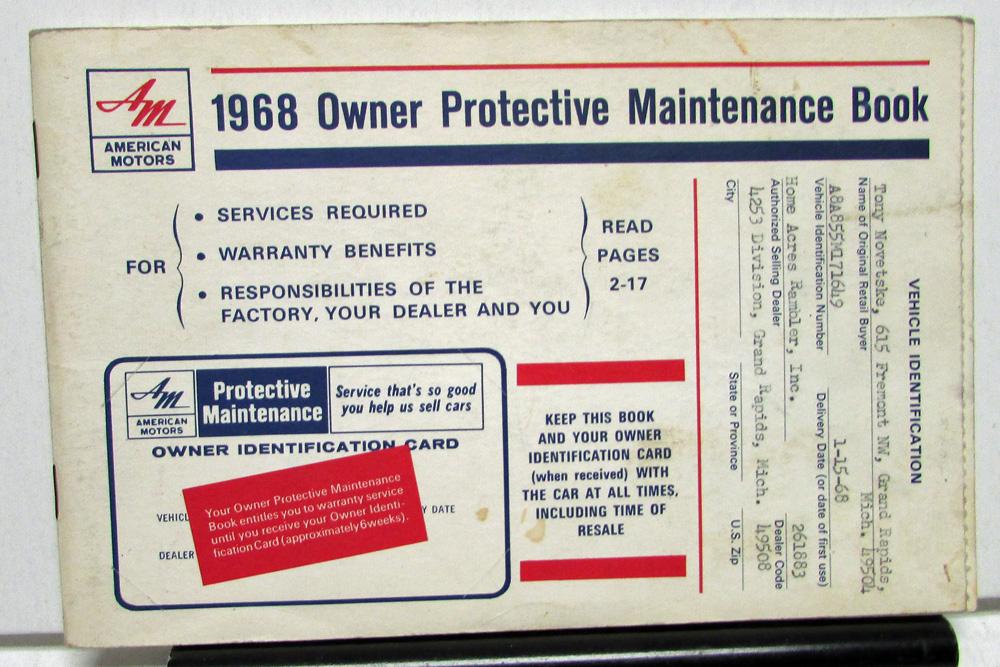 AM
AMERICAN
MOTORS
1968 Owner Protective Maintenance Book
FOR
• SERVICES REQUIRED
• WARRANTY BENEFITS
• RESPONSIBILITIES OF THE
FACTORY, YOUR DEALER AND YOU
READ
PAGES
2-17
AM
AMERICAN
MOTORS
Protective
Maintenance
Service that's so good
you help us sell cars
OWNER IDENTIFICATION CARD
VEHICL
Y DATE
DEALER
Your Owner Protective Maintenance
Book entitles you to warranty service
until you receive your Owner Identi-
fication Card (approximately 6 weeks).
KEEP THIS BOOK
AND YOUR OWNER
IDENTIFICATION CARD
(when received) WITH
THE CAR AT ALL TIMES,
INCLUDING TIME OF
RESALE
VEHICLE IDENTIFICATION
Tony Novetske, 615 Fremont NW, Grand Rapids,
Mich. 49504
Name of Original Retail Buyer
A8A855M171649 1-15-68
Vehicle Identification Number Delivery Date (or date of first use)
Home Acres Rambler, Inc. 261883
Authorized Selling Dealer Dealer Code
4253 Division, Grand Rapids, Mich. 49508
City State or Province U.S. Zip